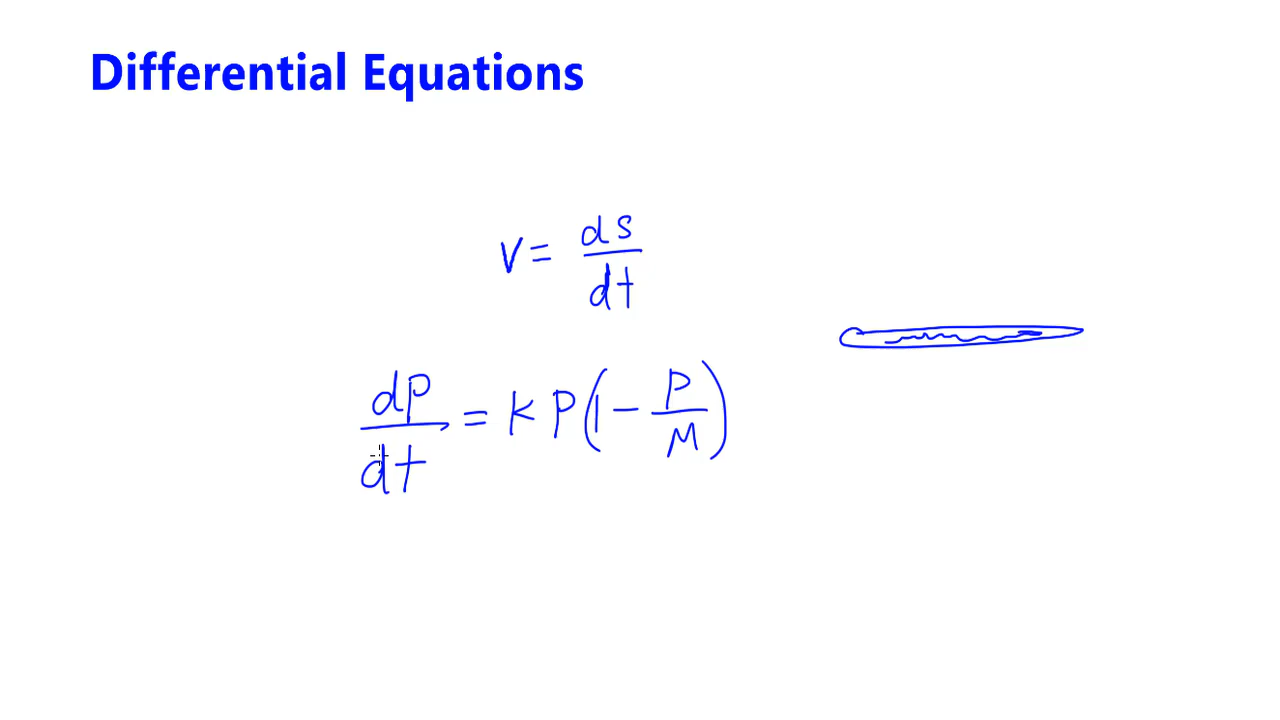 Differential Equations
v = ds/dt
dP/dt = kP(1 - P/M)